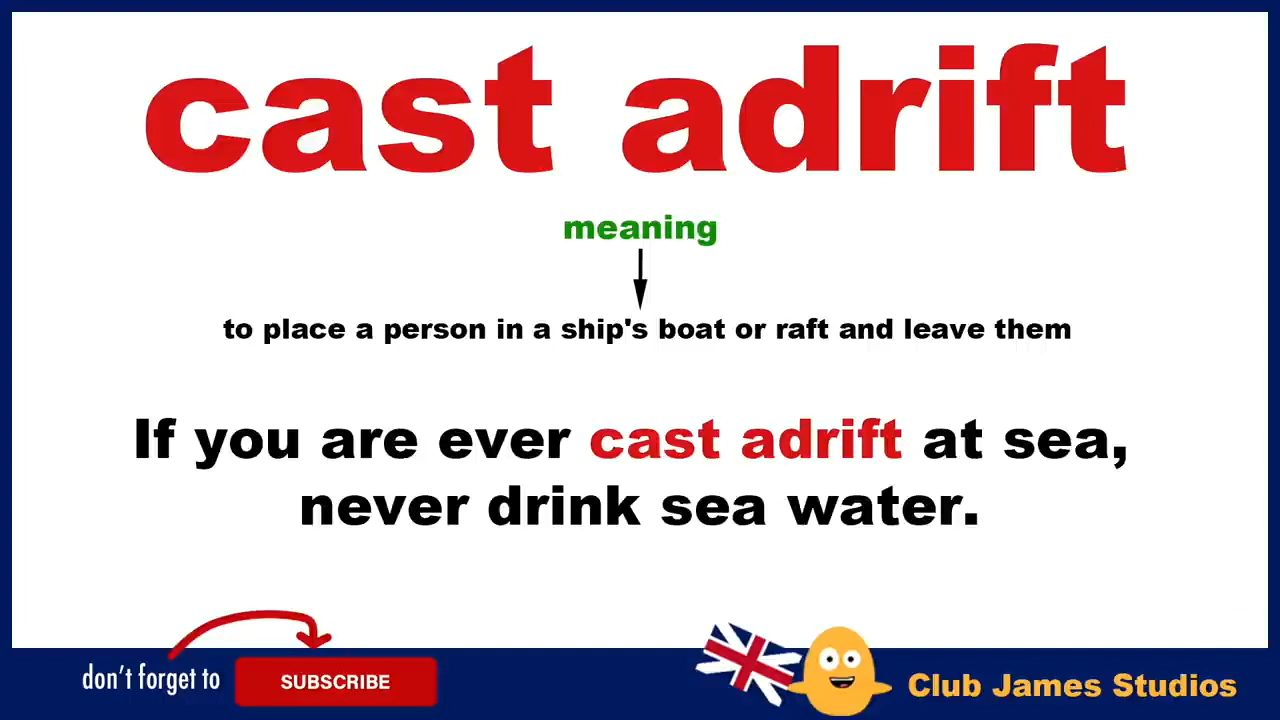 cast adrift
meaning
to place a person in a ship's boat or raft and leave them
If you are ever cast adrift at sea,
never drink sea water.
don't forget to SUBSCRIBE
Club James Studios